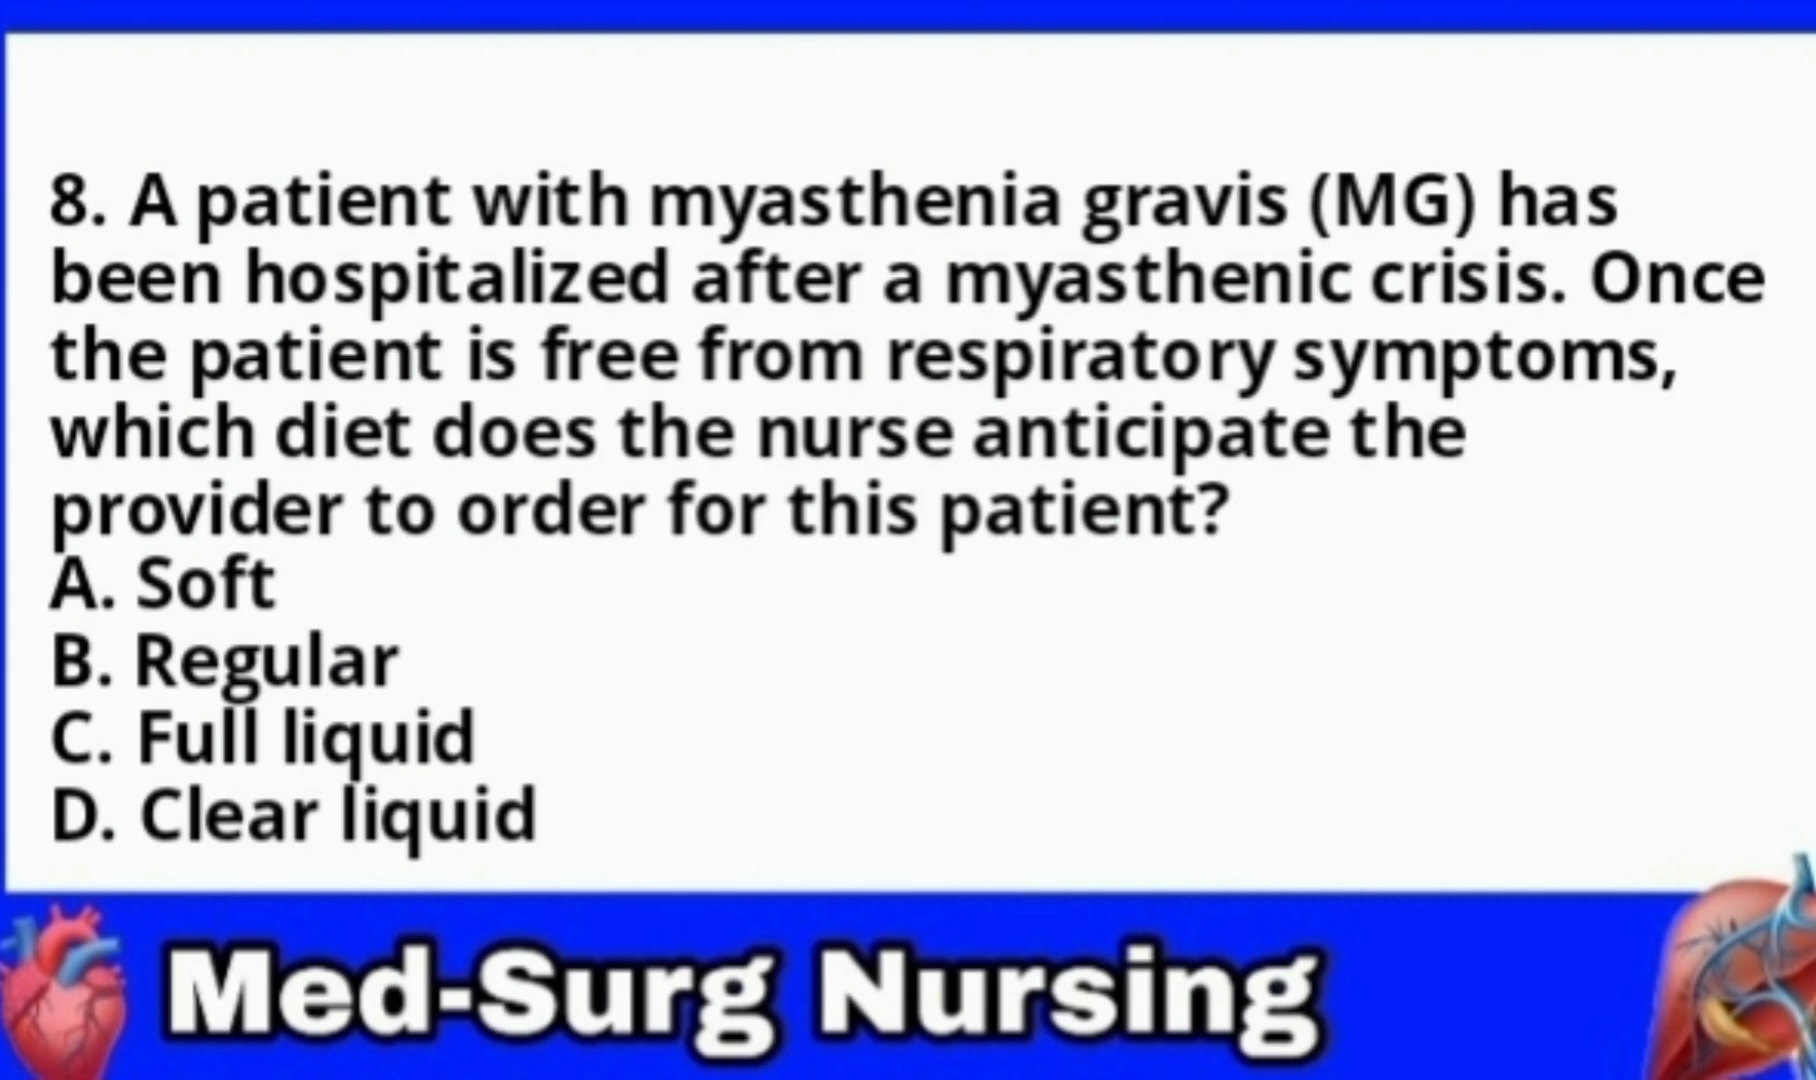 8. A patient with myasthenia gravis (MG) has
been hospitalized after a myasthenic crisis. Once
the patient is free from respiratory symptoms,
which diet does the nurse anticipate the
provider to order for this patient?
A. Soft
B. Regular
C. Full liquid
D. Clear liquid
Med-Surg Nursing